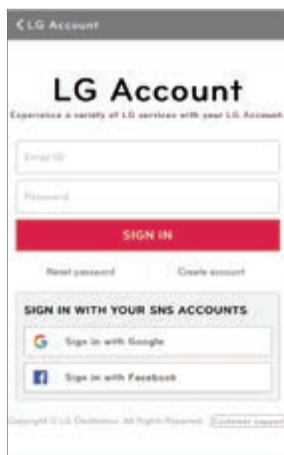 LG Account
LG Account
Experience a variety of LG services with your LG Account
Email ID
Password
SIGN IN
Reset password Create account
SIGN IN WITH YOUR SNS ACCOUNTS
Sign in with Google
Sign in with Facebook
Copyright © LG Electronics. All Rights Reserved. Customer support